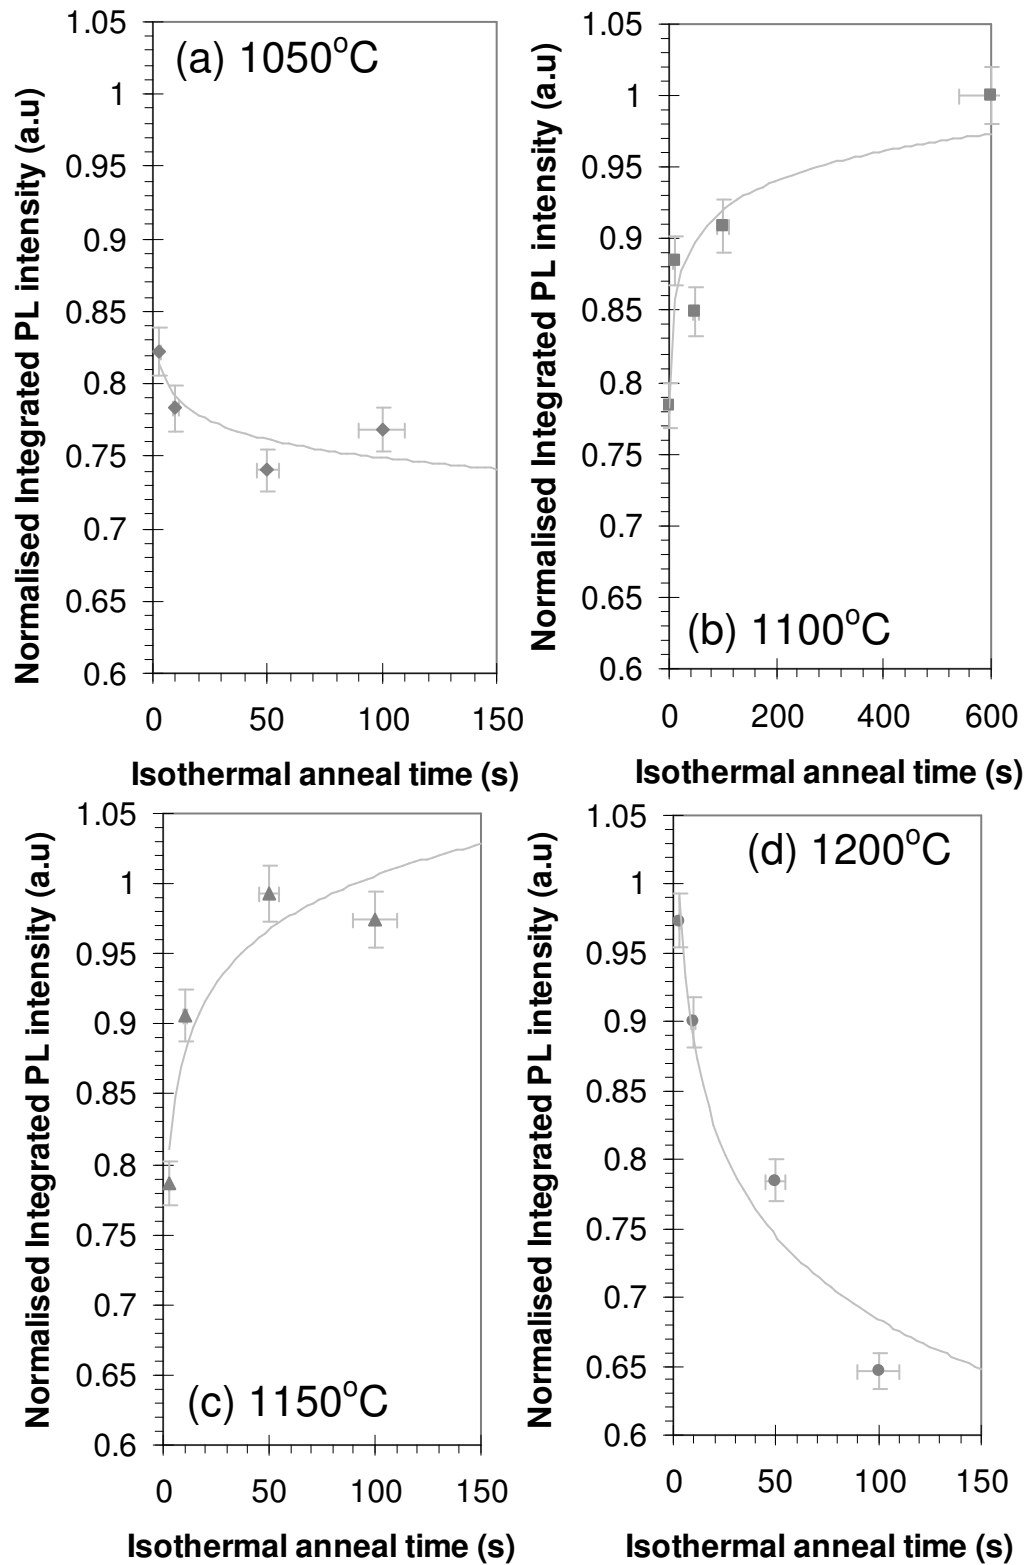 (a) 1050°C
Normalised Integrated PL intensity (a.u)
1.05
1
0.95
0.9
0.85
0.8
0.75
0.7
0.65
0.6
0 50 100 150
Isothermal anneal time (s)
(b) 1100°C
Normalised Integrated PL intensity (a.u)
1.05
1
0.95
0.9
0.85
0.8
0.75
0.7
0.65
0.6
0 200 400 600
Isothermal anneal time (s)
(c) 1150°C
Normalised Integrated PL intensity (a.u)
1.05
1
0.95
0.9
0.85
0.8
0.75
0.7
0.65
0.6
0 50 100 150
Isothermal anneal time (s)
(d) 1200°C
Normalised Integrated PL intensity (a.u)
1.05
1
0.95
0.9
0.85
0.8
0.75
0.7
0.65
0.6
0 50 100 150
Isothermal anneal time (s)